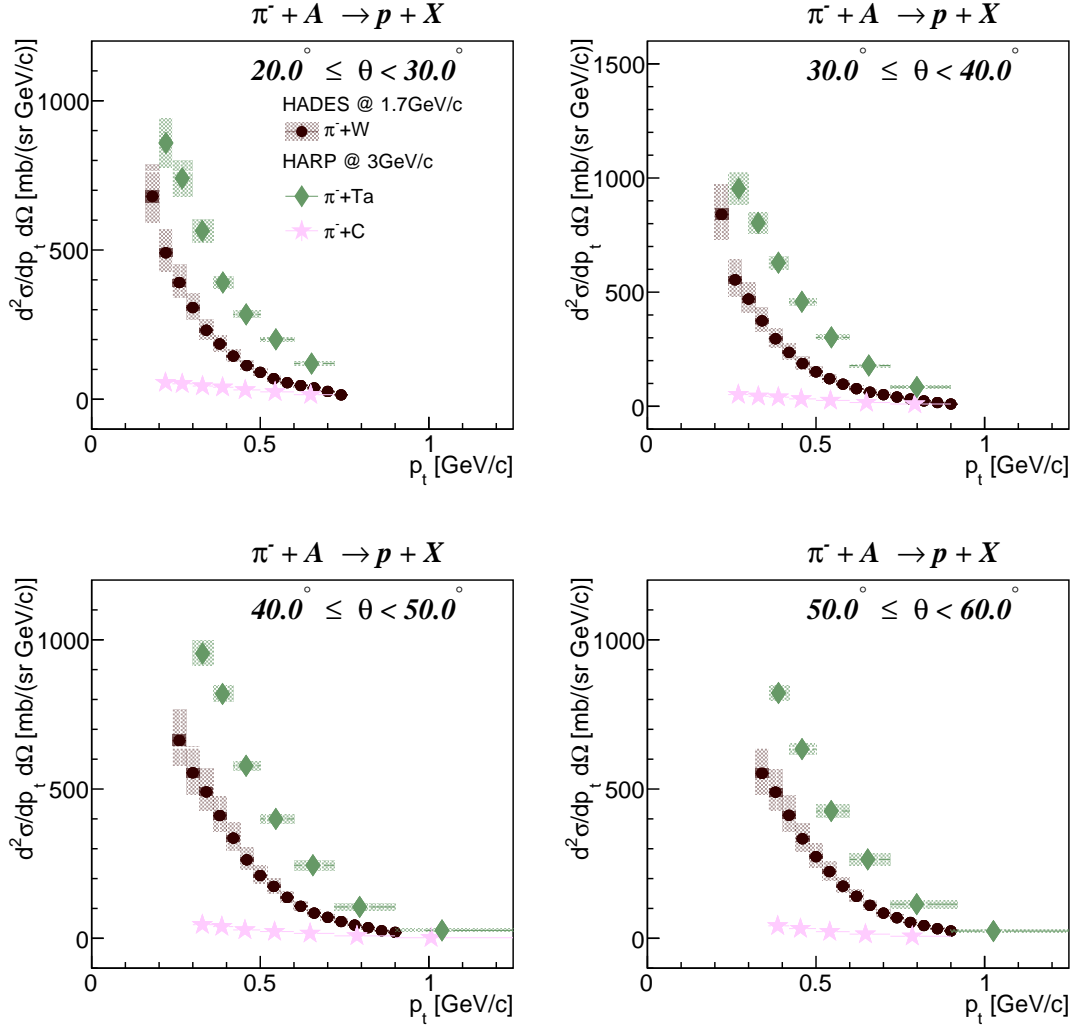 π⁻ + A → p + X
20.0° ≤ θ < 30.0°
HADES @ 1.7GeV/c
π⁻+W
HARP @ 3GeV/c
π⁻+Ta
π⁻+C
d²σ/dp_t dΩ [mb/(sr GeV/c)]
1000
500
0
0 0.5 1
p_t [GeV/c]
π⁻ + A → p + X
30.0° ≤ θ < 40.0°
d²σ/dp_t dΩ [mb/(sr GeV/c)]
1500
1000
500
0
0 0.5 1
p_t [GeV/c]
π⁻ + A → p + X
40.0° ≤ θ < 50.0°
d²σ/dp_t dΩ [mb/(sr GeV/c)]
1000
500
0
0 0.5 1
p_t [GeV/c]
π⁻ + A → p + X
50.0° ≤ θ < 60.0°
d²σ/dp_t dΩ [mb/(sr GeV/c)]
1000
500
0
0 0.5 1
p_t [GeV/c]